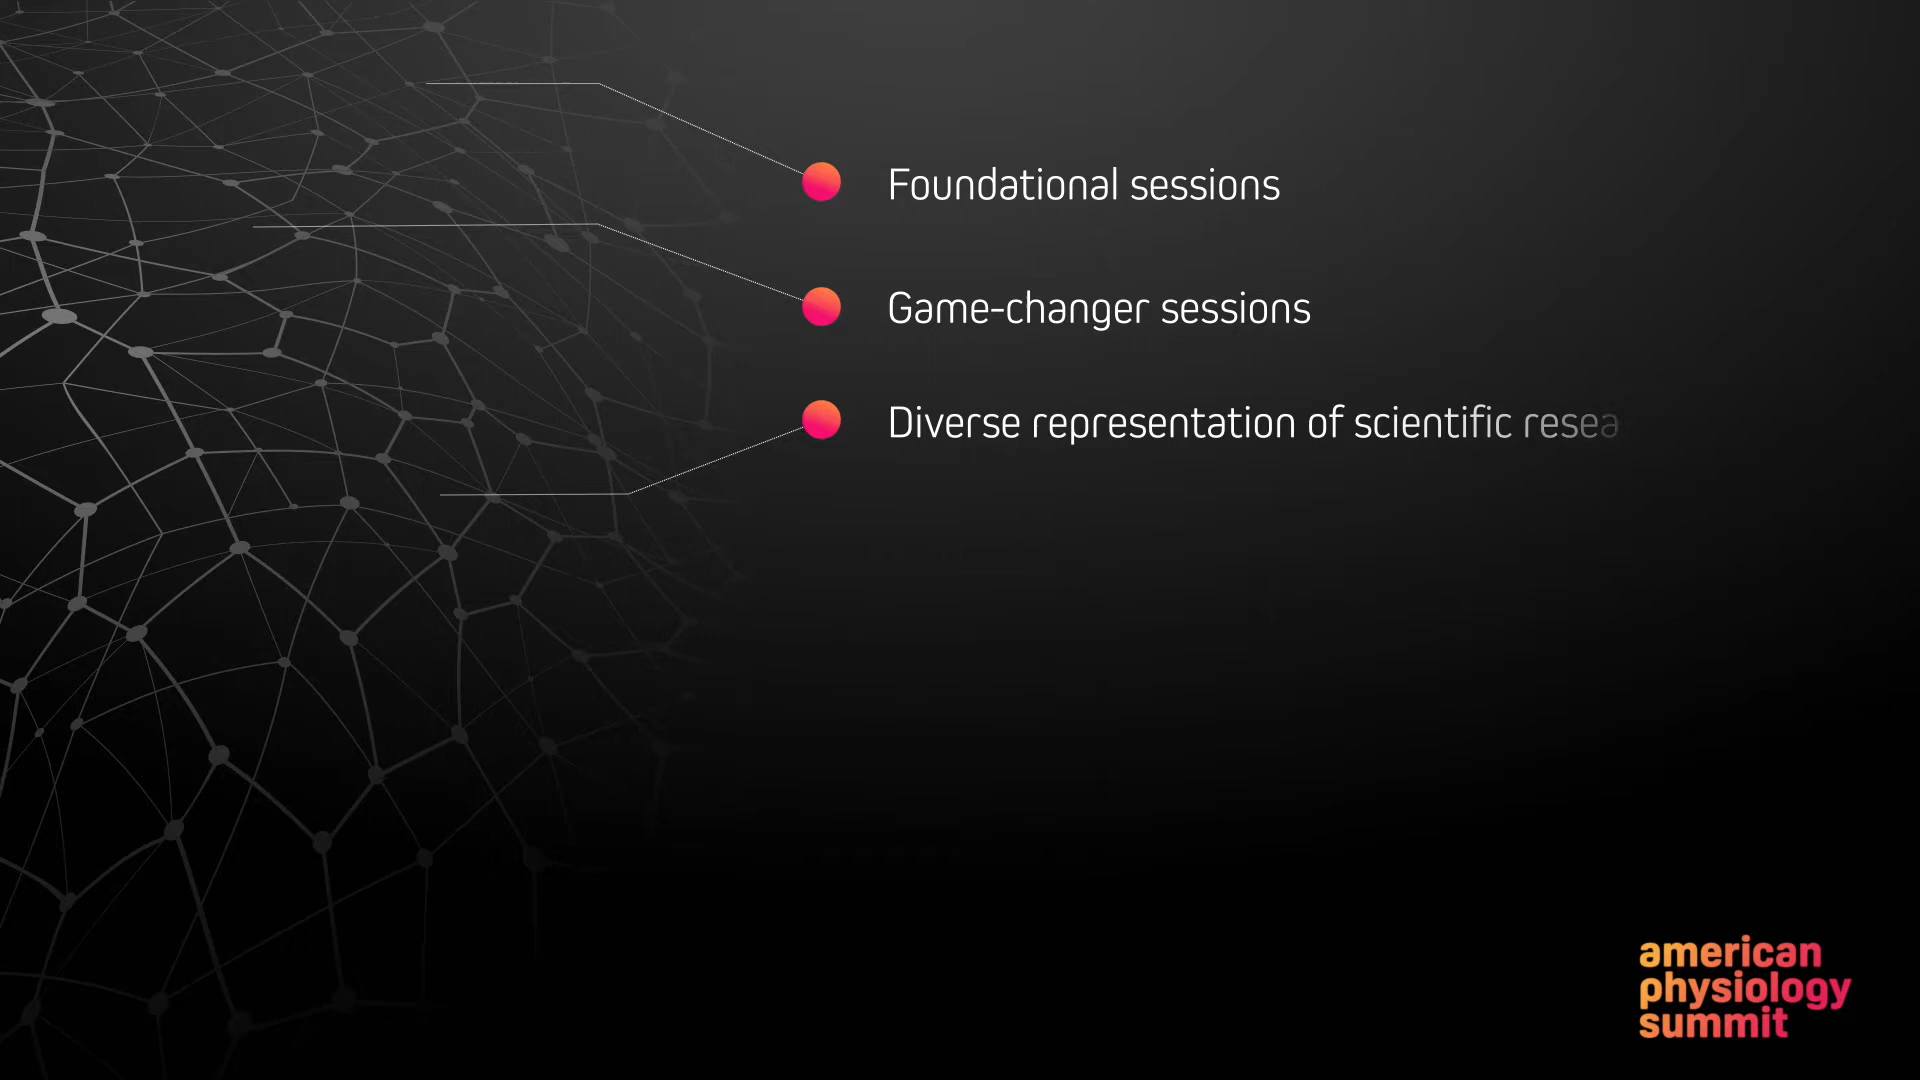 Foundational sessions
Game-changer sessions
Diverse representation of scientific resea
american
physiology
summit